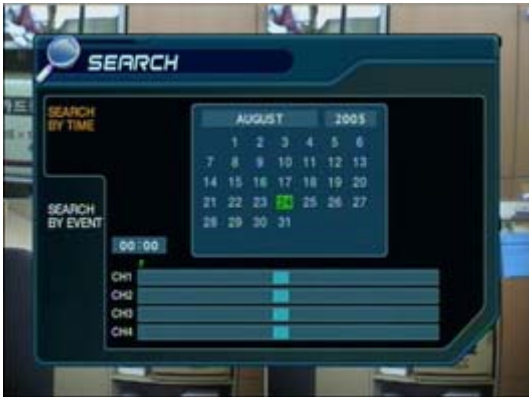 SEARCH
SEARCH
BY TIME
AUGUST 2005
1 2 3 4 5 6
7 8 9 10 11 12 13
14 15 16 17 18 19 20
21 22 23 24 25 26 27
28 29 30 31
SEARCH
BY EVENT
00:00
CH1
CH2
CH3
CH4